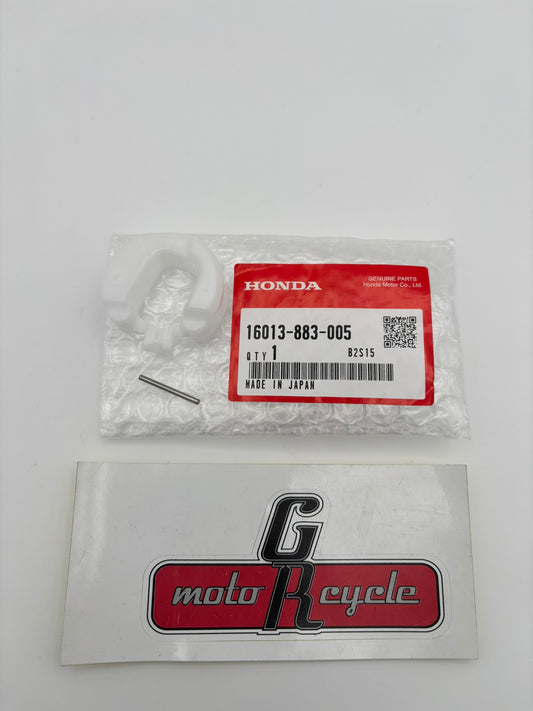 HONDA
GENUINE PARTS
Honda Motor Co., Ltd.
16013-883-005
QTY 1 B2S15
MADE IN JAPAN
G
moto R cycle